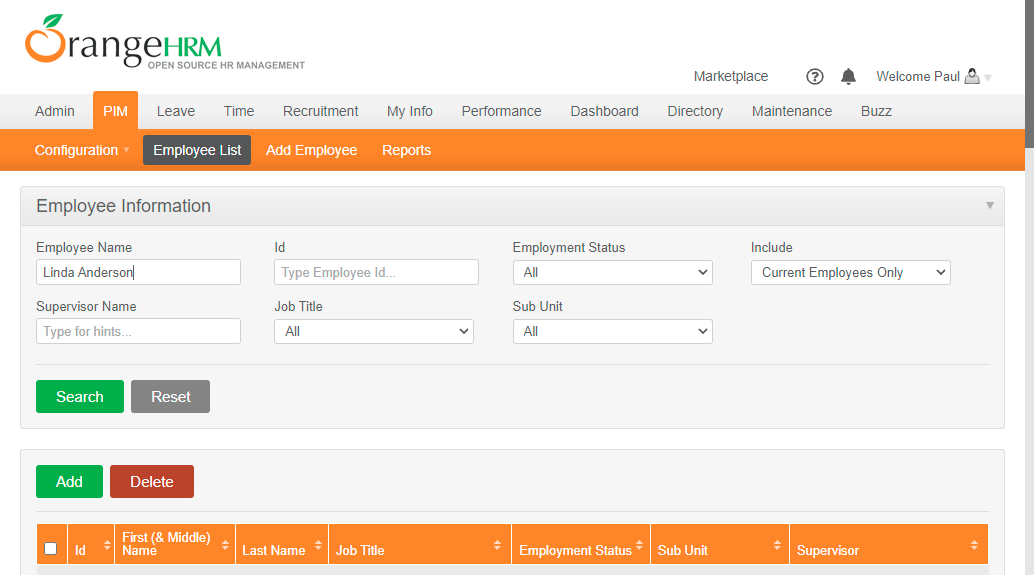 OrangeHRM
OPEN SOURCE HR MANAGEMENT
Marketplace Welcome Paul
Admin PIM Leave Time Recruitment My Info Performance Dashboard Directory Maintenance Buzz
Configuration Employee List Add Employee Reports
Employee Information
Employee Name Id Employment Status Include
Linda Anderson Type Employee Id... All Current Employees Only
Supervisor Name Job Title Sub Unit
Type for hints... All All
Search Reset
Add Delete
Id First (& Middle) Name Last Name Job Title Employment Status Sub Unit Supervisor